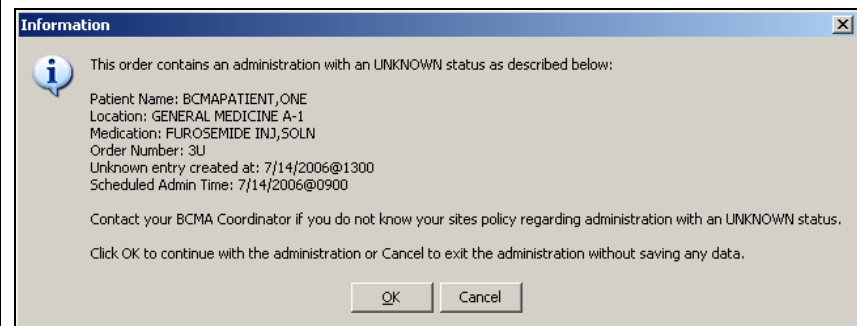 Information
This order contains an administration with an UNKNOWN status as described below:
Patient Name: BCMAPATIENT,ONE
Location: GENERAL MEDICINE A-1
Medication: FUROSEMIDE INJ,SOLN
Order Number: 3U
Unknown entry created at: 7/14/2006@1300
Scheduled Admin Time: 7/14/2006@0900
Contact your BCMA Coordinator if you do not know your sites policy regarding administration with an UNKNOWN status.
Click OK to continue with the administration or Cancel to exit the administration without saving any data.
OK
Cancel